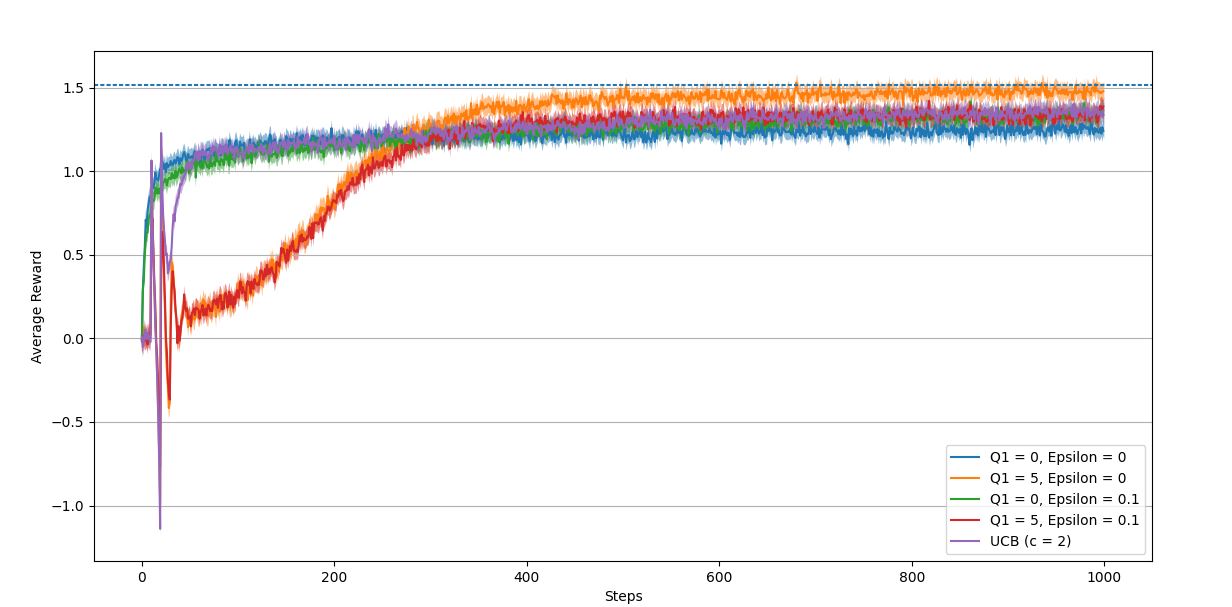 1.5
1.0
0.5
0.0
−0.5
−1.0
Average Reward
0
200
400
600
800
1000
Steps
Q1 = 0, Epsilon = 0
Q1 = 5, Epsilon = 0
Q1 = 0, Epsilon = 0.1
Q1 = 5, Epsilon = 0.1
UCB (c = 2)